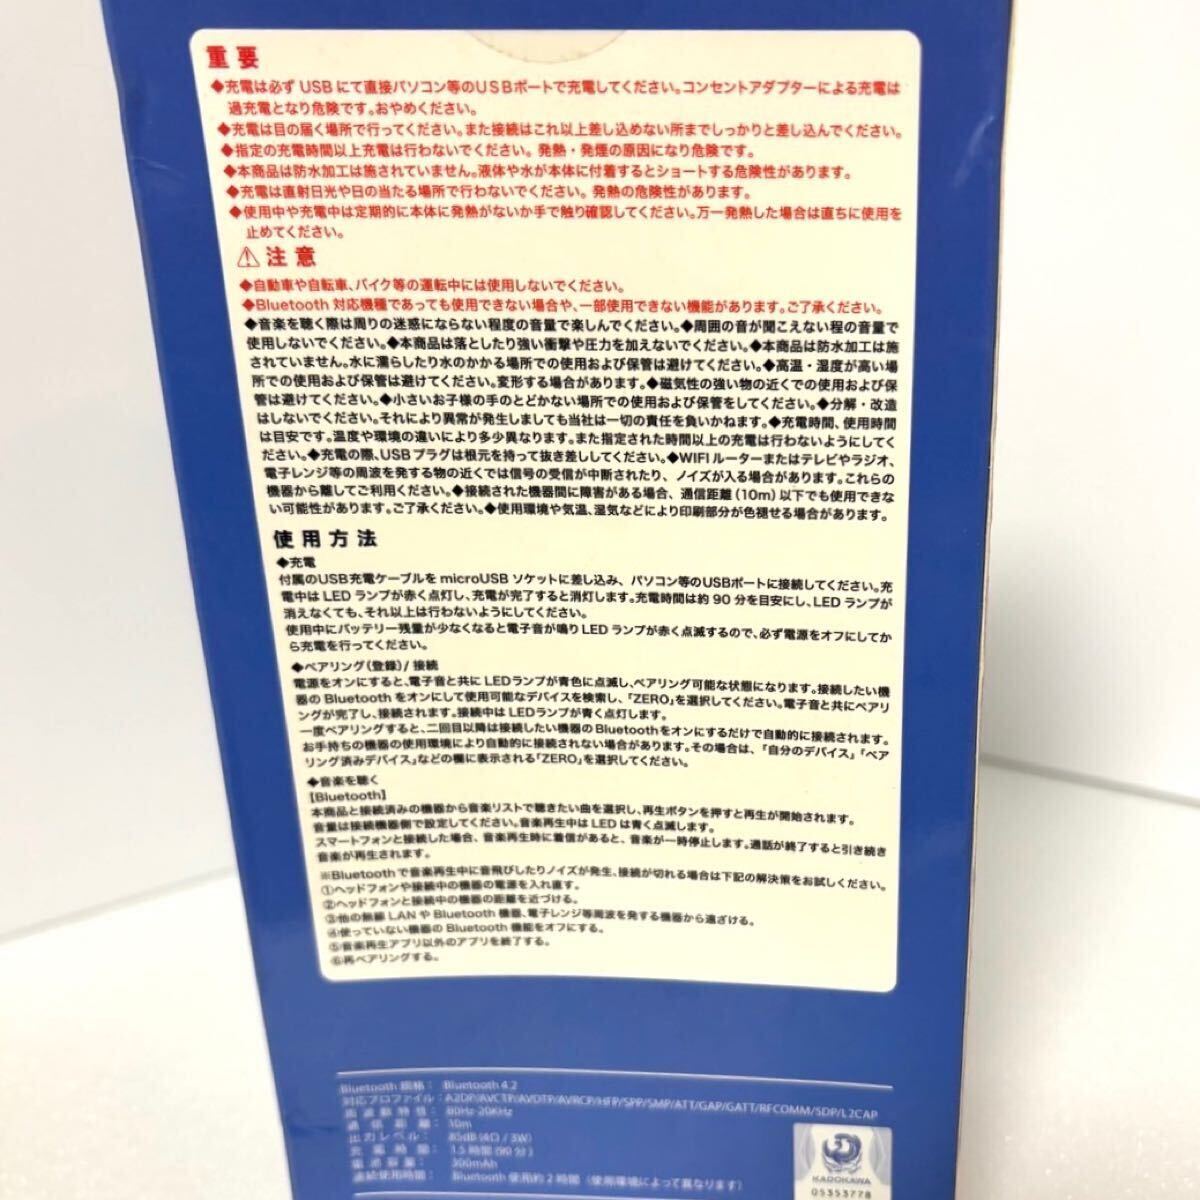 重要
◆充電は必ず USB にて直接パソコン等のUSBポートで充電してください。コンセントアダプターによる充電は
過充電となり危険です。おやめください。
◆充電は目の届く場所で行ってください。また接続はこれ以上差し込めない所までしっかりと差し込んでください。
◆指定の充電時間以上充電は行わないでください。発熱・発煙の原因になり危険です。
◆本商品は防水加工は施されていません。液体や水が本体に付着するとショートする危険性があります。
◆充電は直射日光や日の当たる場所で行わないでください。発熱の危険性があります。
◆使用中や充電中は定期的に本体に発熱がないか手で触り確認してください。万一発熱した場合は直ちに使用を
止めてください。
⚠注意
◆自動車や自転車、バイク等の運転中には使用しないでください。
◆Bluetooth 対応機種であっても使用できない場合や、一部使用できない機能があります。ご了承ください。
◆音楽を聴く際は周りの迷惑にならない程度の音量で楽しんでください。◆周囲の音が聞こえない程の音量で
使用しないでください。◆本商品は落としたり強い衝撃や圧力を加えないでください。◆本商品は防水加工は施
されていません。水に濡らしたり水のかかる場所での使用および保管は避けてください。◆高温・湿度が高い場
所での使用および保管は避けてください。変形する場合があります。◆磁気性の強い物の近くでの使用および保
管は避けてください。◆小さいお子様の手のとどかない場所での使用および保管をしてください。◆分解・改造
はしないでください。それにより異常が発生しましても当社は一切の責任を負いかねます。◆充電時間、使用時間
は目安です。温度や環境の違いにより多少異なります。また指定された時間以上の充電は行わないようにしてく
ださい。◆充電の際、USBプラグは根元を持って抜き差ししてください。◆WIFIルーターまたはテレビやラジオ、
電子レンジ等の周波を発する物の近くでは信号の受信が中断されたり、ノイズが入る場合があります。これらの
機器から離してご利用ください。◆接続された機器間に障害がある場合、通信距離(10m)以下でも使用できな
い可能性があります。ご了承ください。◆使用環境や気温、湿気などにより印刷部分が色褪せる場合があります。
使用方法
◆充電
付属のUSB充電ケーブルを microUSB ソケットに差し込み、パソコン等のUSBポートに接続してください。充
電中は LED ランプが赤く点灯し、充電が完了すると消灯します。充電時間は約 90 分を目安にし、LED ランプが
消えなくても、それ以上は行わないようにしてください。
使用中にバッテリー残量が少なくなると電子音が鳴り LED ランプが赤く点滅するので、必ず電源をオフにしてか
ら充電を行ってください。
◆ペアリング(登録)/ 接続
電源をオンにすると、電子音と共に LEDランプが青色に点滅し、ペアリング可能な状態になります。接続したい機
器の Bluetooth をオンにして使用可能なデバイスを検索し、「ZERO」を選択してください。電子音と共にペアリ
ングが完了し、接続されます。接続中は LEDランプが青く点灯します。
一度ペアリングすると、二回目以降は接続したい機器のBluetoothをオンにするだけで自動的に接続されます。
お手持ちの機器の使用環境により自動的に接続されない場合があります。その場合は、「自分のデバイス」「ペア
リング済みデバイス」などの欄に表示される「ZERO」を選択してください。
◆音楽を聴く
【Bluetooth】
本商品と接続済みの機器から音楽リストで聴きたい曲を選択し、再生ボタンを押すと再生が開始されます。
音量は接続機器側で設定してください。音楽再生中は LED は青く点滅します。
スマートフォンと接続した場合、音楽再生時に着信があると、音楽が一時停止します。通話が終了すると引き続き
音楽が再生されます。
※Bluetoothで音楽再生中に音飛びしたりノイズが発生、接続が切れる場合は下記の解決策をお試しください。
①ヘッドフォンや接続中の機器の電源を入れ直す。
②ヘッドフォンと接続中の機器の距離を近づける。
③他の無線 LAN や Bluetooth 機器、電子レンジ等周波を発する機器から遠ざける。
④使っていない機器の Bluetooth 機能をオフにする。
⑤音楽再生アプリ以外のアプリを終了する。
⑥再ペアリングする。
Bluetooth 規格： Bluetooth 4.2
対応プロファイル： A2DP/AVCTP/AVDTP/AVRCP/HFP/SPP/SMP/ATT/GAP/GATT/RFCOMM/SDP/L2CAP
周波数特性： 80Hz-20KHz
通信距離： 10m
出力レベル： 85dB (4Ω / 3W)
充電時間： 1.5 時間 (90 分)
電池容量： 300mAh
連続使用時間： Bluetooth 使用約 2 時間（使用環境によって異なります）
KADOKAWA
05353778